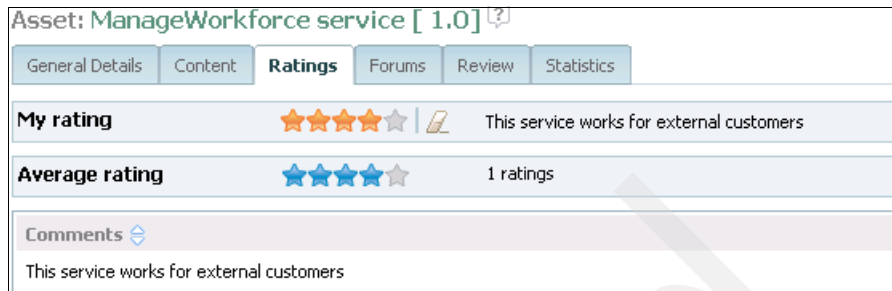 Asset: ManageWorkforce service [ 1.0] ?
General Details Content Ratings Forums Review Statistics
My rating This service works for external customers
Average rating 1 ratings
Comments
This service works for external customers